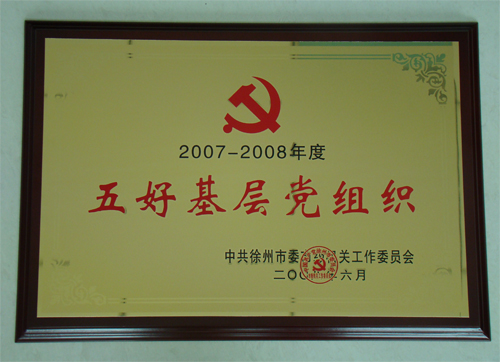 2007-2008年度
五好基层党组织
中共徐州市委 关工作委员会
二〇 六月